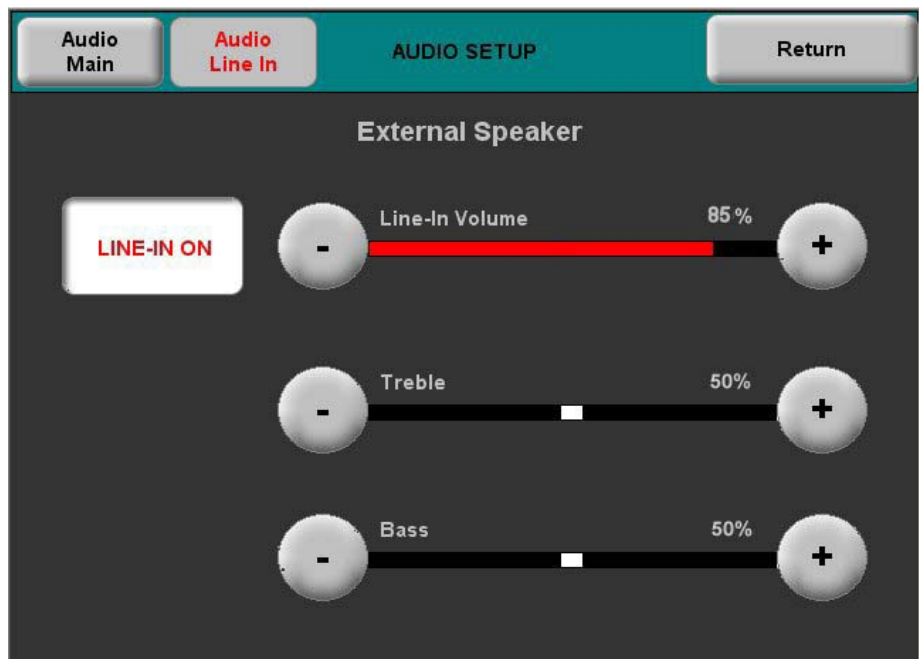 Audio
Main
Audio
Line In
AUDIO SETUP
Return
External Speaker
LINE-IN ON
-
Line-In Volume
85%
+
-
Treble
50%
+
-
Bass
50%
+